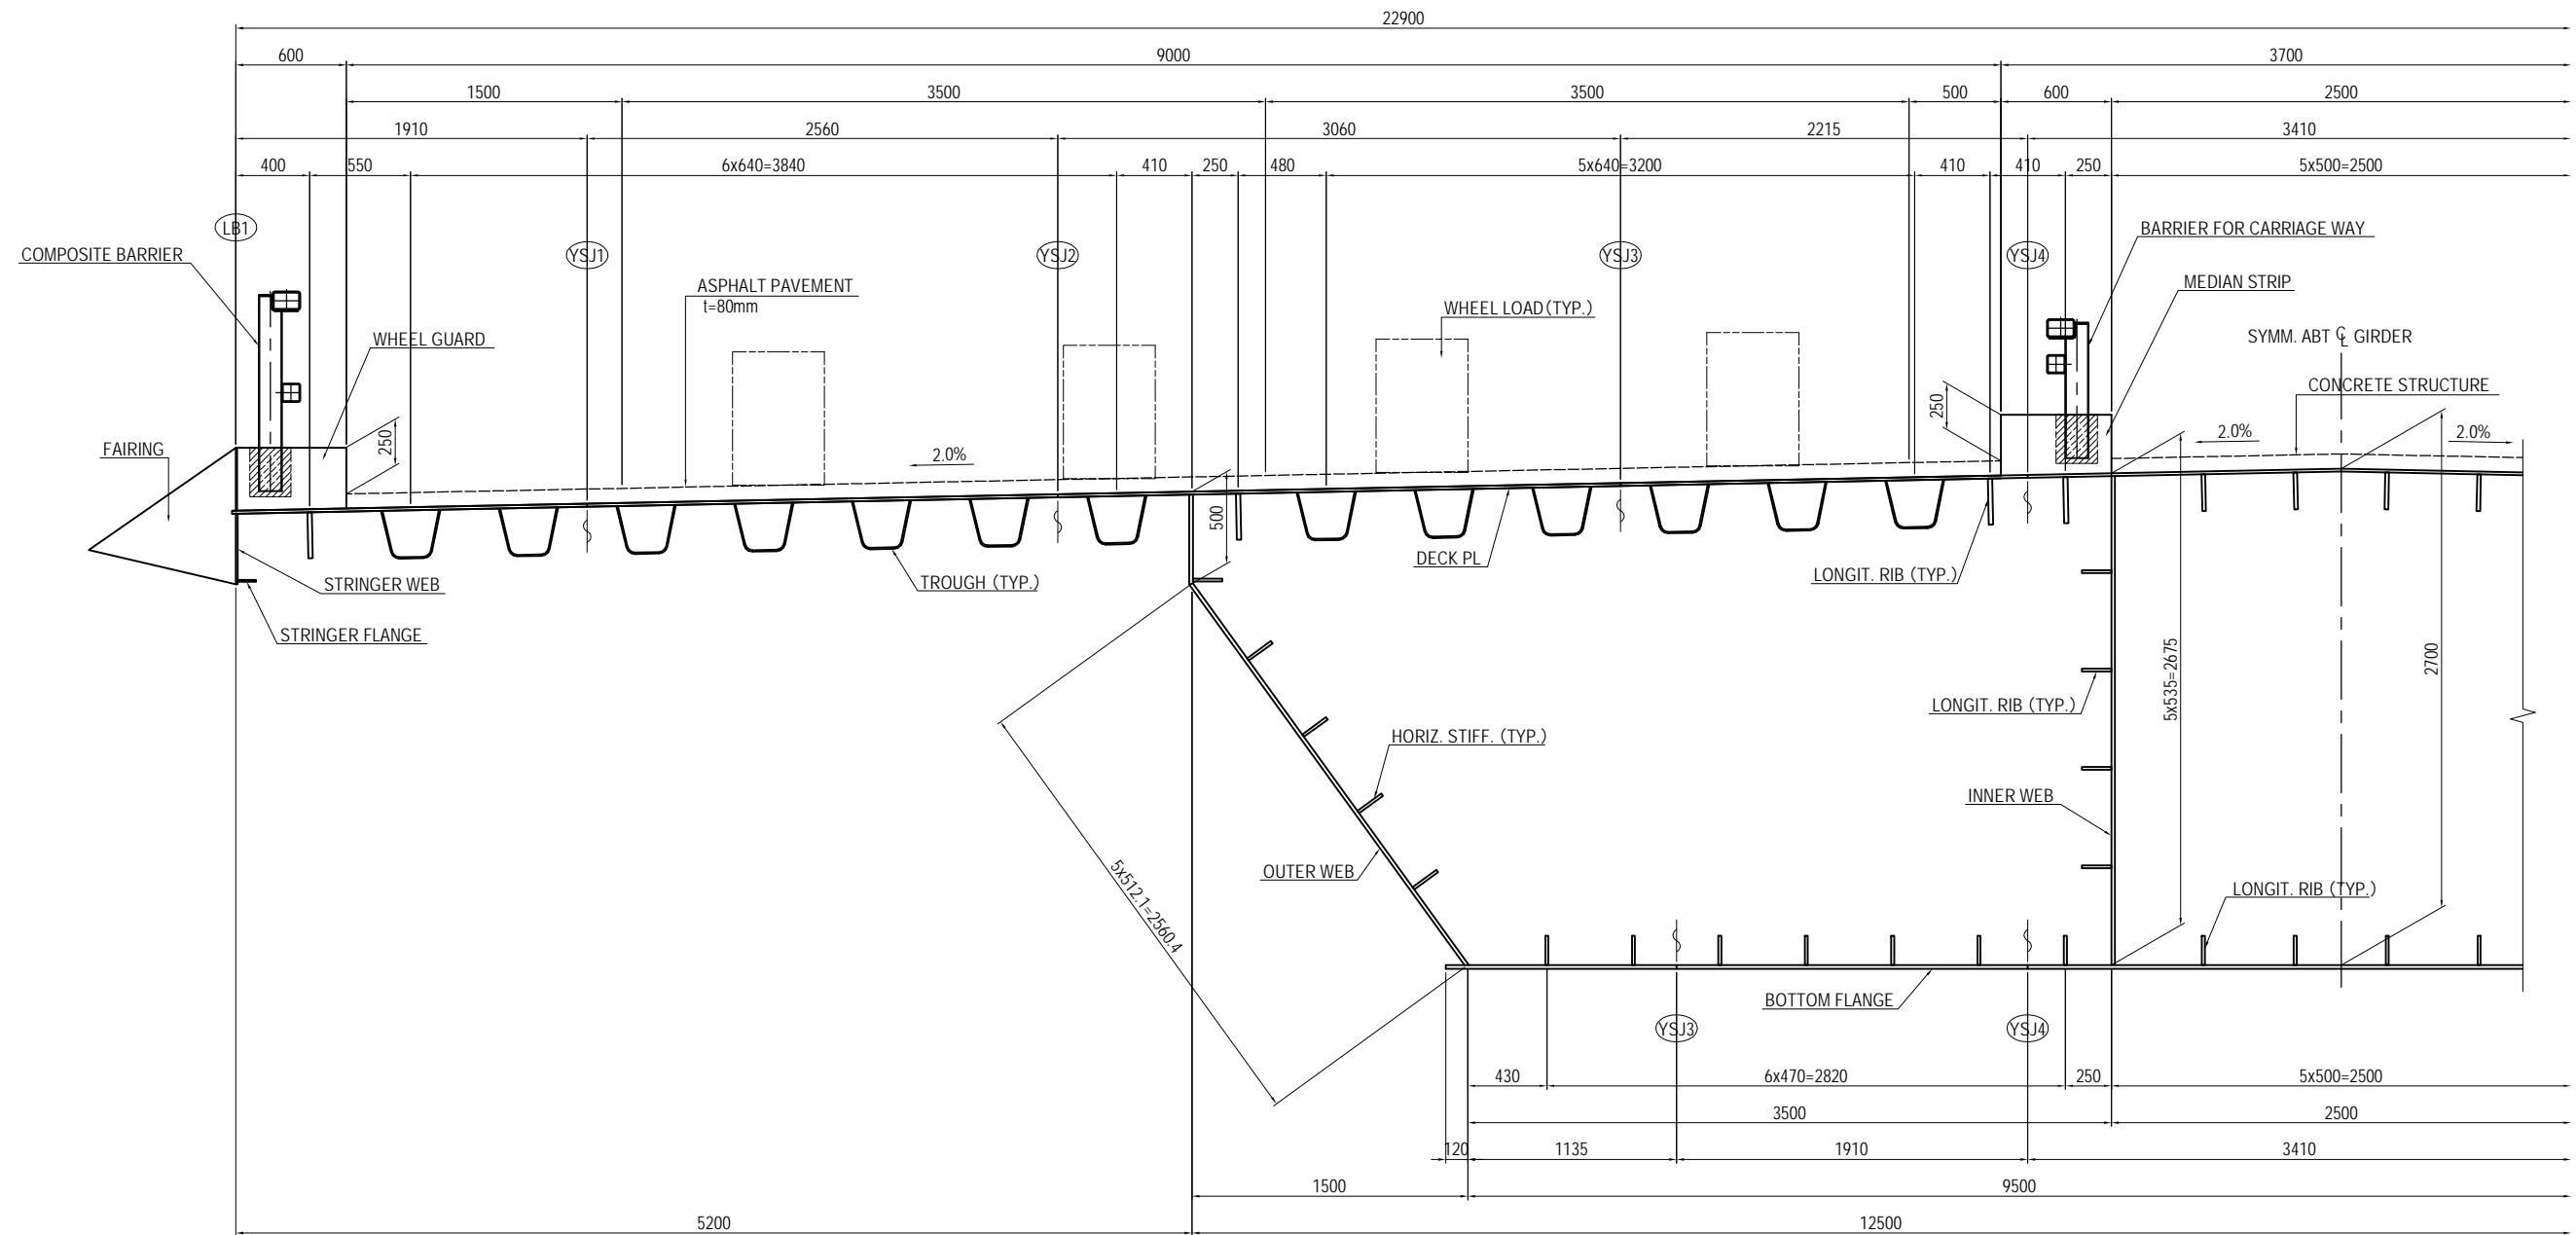 22900
600
9000
3700
1500
3500
3500
500
600
2500
1910
2560
3060
2215
3410
400
550
6x640=3840
410
250
480
5x640=3200
410
410
250
5x500=2500
LB1
YSJ1
YSJ2
YSJ3
YSJ4
COMPOSITE BARRIER
BARRIER FOR CARRIAGE WAY
ASPHALT PAVEMENT
t=80mm
MEDIAN STRIP
WHEEL LOAD(TYP.)
WHEEL GUARD
SYMM. ABT ℄ GIRDER
CONCRETE STRUCTURE
250
250
FAIRING
2.0%
2.0%
2.0%
500
STRINGER WEB
TROUGH (TYP.)
DECK PL
LONGIT. RIB (TYP.)
STRINGER FLANGE
5x535=2675
2700
LONGIT. RIB (TYP.)
HORIZ. STIFF. (TYP.)
INNER WEB
OUTER WEB
5x512.1=2560.4
LONGIT. RIB (TYP.)
BOTTOM FLANGE
YSJ3
YSJ4
430
6x470=2820
250
5x500=2500
3500
2500
120
1135
1910
3410
1500
9500
5200
12500